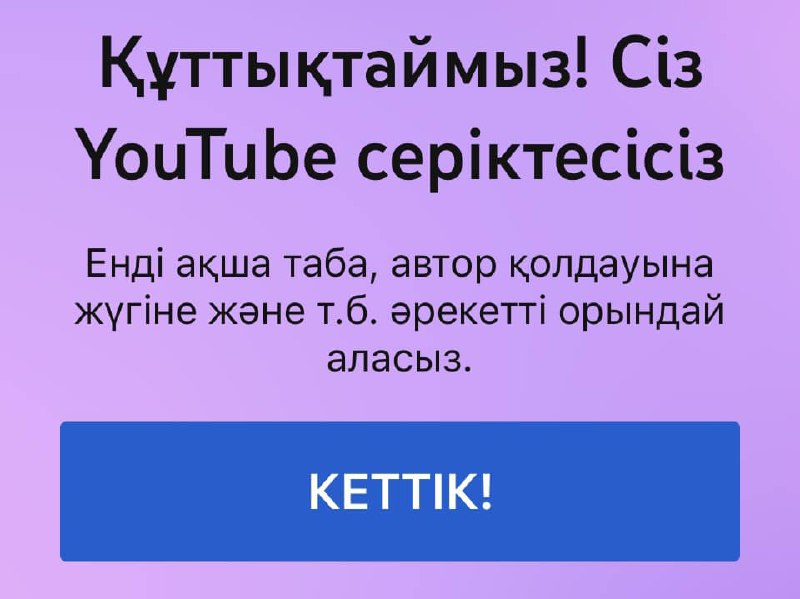 Құттықтаймыз! Сіз
YouTube серіктесісіз
Енді ақша таба, автор қолдауына
жүгіне және т.б. әрекетті орындай
аласыз.
КЕТТІК!